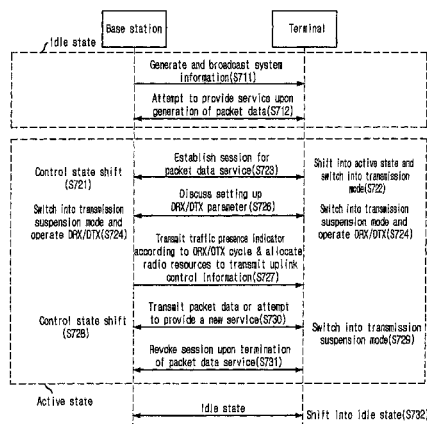 Base station
Terminal
Idle state
Generate and broadcast system
information(S711)
Attempt to provide service upon
generation of packet data(S712)
Control state shift
(S721)
Establish session for
packet data service(S723)
Shift into active state and
switch into transmission
mode(S722)
Discuss setting up
DRX/DTX parameter(S726)
Switch into transmission
suspension mode and
operate DRX/DTX(S724)
Switch into transmission
suspension mode and
operate DRX/DTX(S724)
Transmit traffic presence indicator
according to DRX/DTX cycle & allocate
radio resources to transmit uplink
control information(S727)
Control state shift
(S728)
Transmit packet data or attempt
to provide a new service(S730)
Switch into transmission
suspension mode(S729)
Revoke session upon termination
of packet data service(S731)
Active state
Idle state
Shift into idle state(S732)